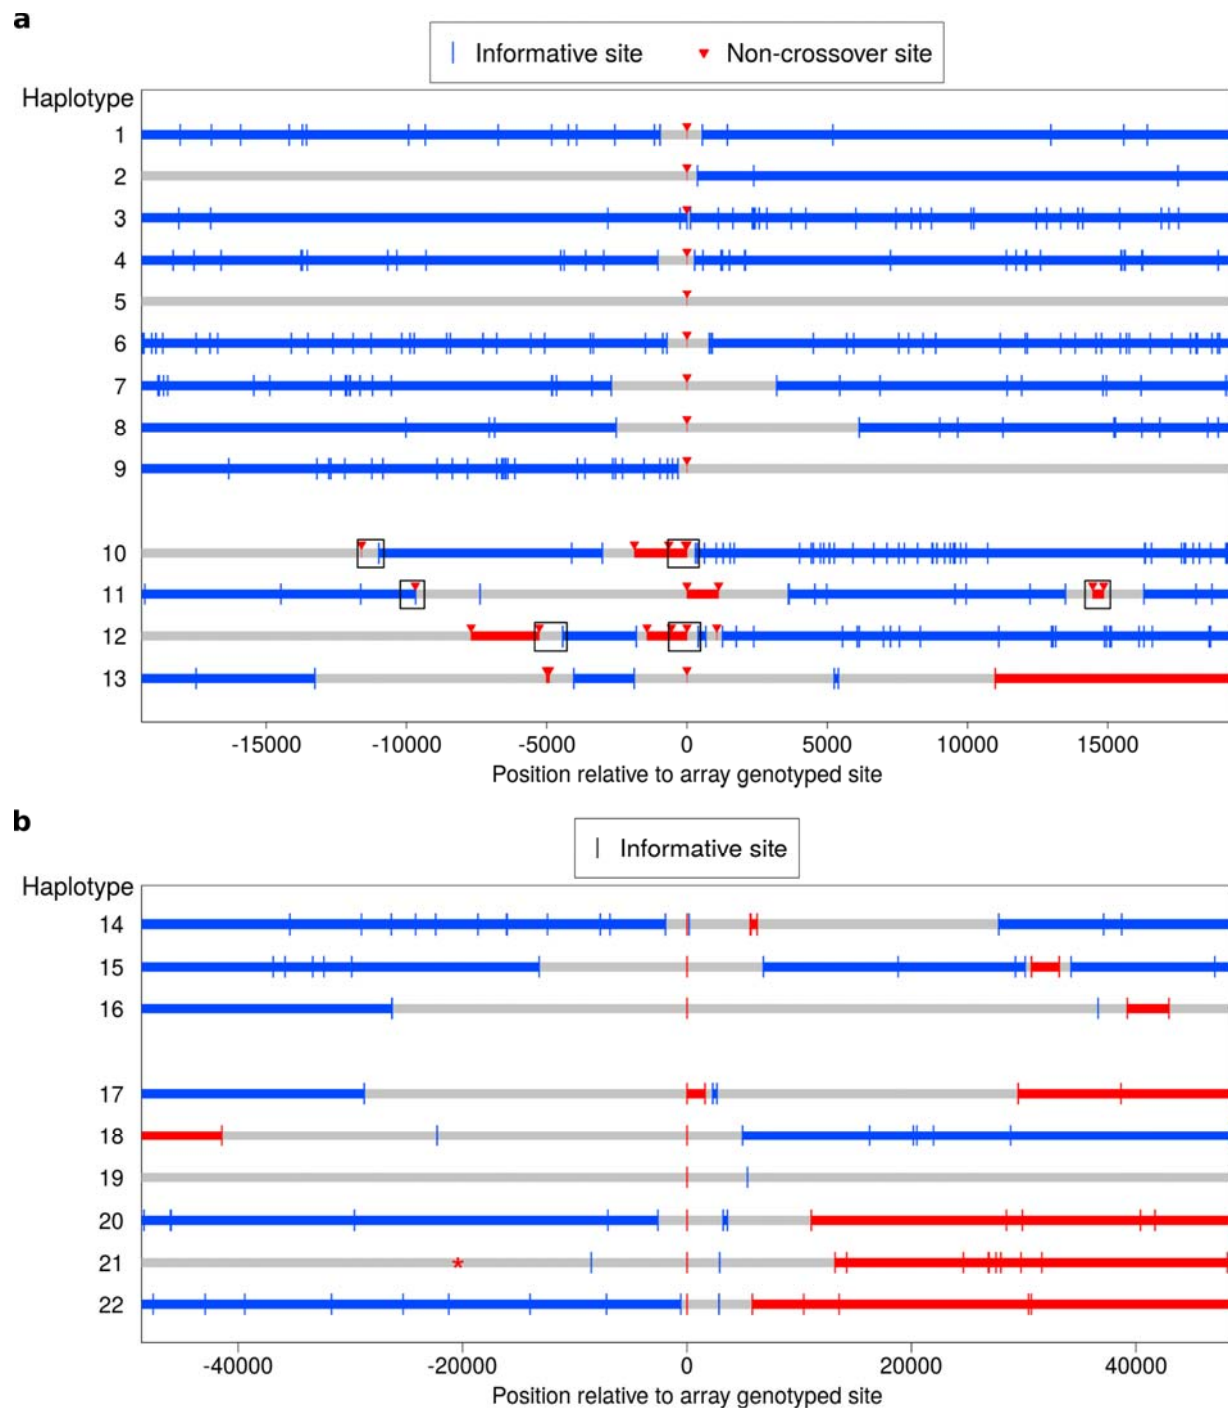 a
Informative site Non-crossover site
Haplotype
1
2
3
4
5
6
7
8
9
10
11
12
13
-15000 -10000 -5000 0 5000 10000 15000
Position relative to array genotyped site
b
Informative site
Haplotype
14
15
16
17
18
19
20
21
*
22
-40000 -20000 0 20000 40000
Position relative to array genotyped site